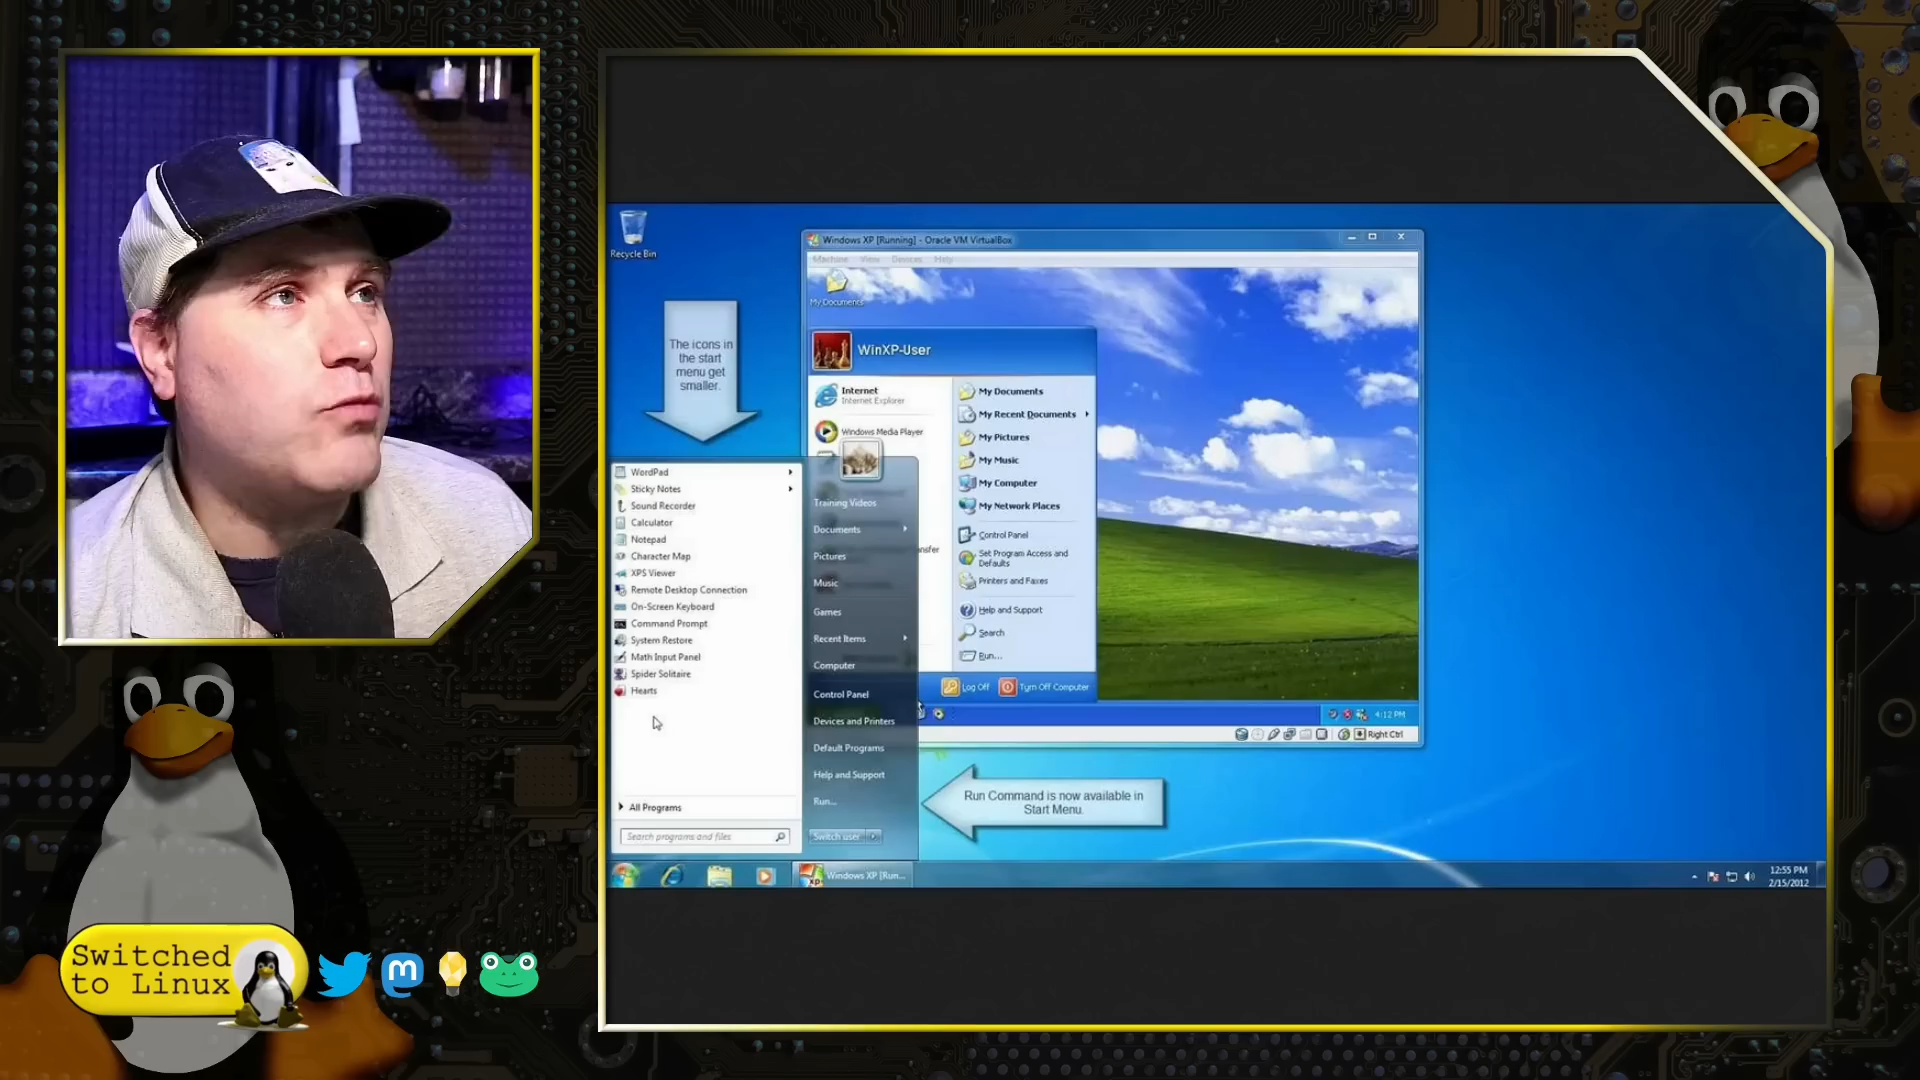 Recycle Bin
The icons in
the start
menu get
smaller.
Windows XP [Running] - Oracle VM VirtualBox
Machine View Devices Help
My Documents
WinXP-User
Internet
Internet Explorer
Windows Media Player
My Documents
My Recent Documents
My Pictures
My Music
My Computer
My Network Places
Control Panel
Set Program Access and
Defaults
Printers and Faxes
Help and Support
Search
Run...
Log Off
Turn Off Computer
4:12 PM
Right Ctrl
WordPad
Sticky Notes
Sound Recorder
Calculator
Notepad
Character Map
XPS Viewer
Remote Desktop Connection
On-Screen Keyboard
Command Prompt
System Restore
Math Input Panel
Spider Solitaire
Hearts
All Programs
Search programs and files
Training Videos
Documents
Pictures
Music
Games
Recent Items
Computer
Control Panel
Devices and Printers
Default Programs
Help and Support
Run...
Switch user
Run Command is now available in
Start Menu.
Windows XP [Run...
12:55 PM
2/15/2012
Switched
to Linux
m